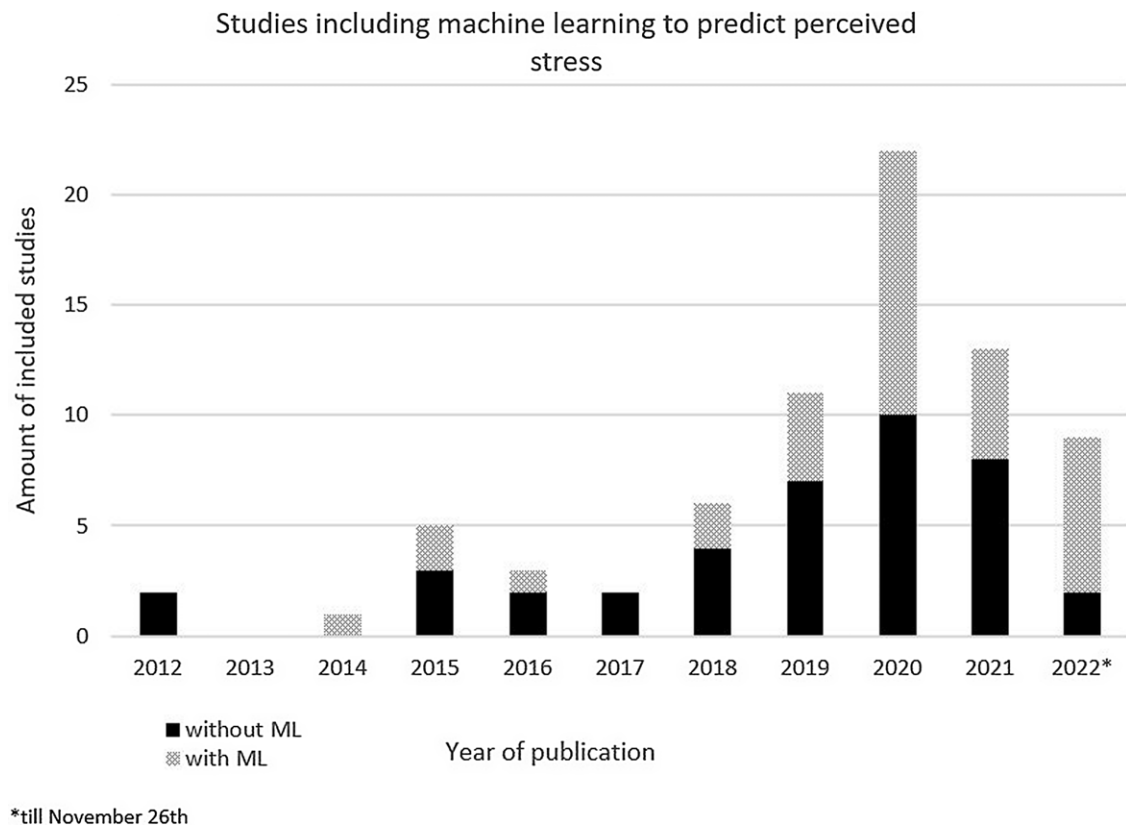 Studies including machine learning to predict perceived
stress
25
20
15
10
5
0
Amount of included studies
2012 2013 2014 2015 2016 2017 2018 2019 2020 2021 2022*
without ML
with ML
Year of publication
*till November 26th